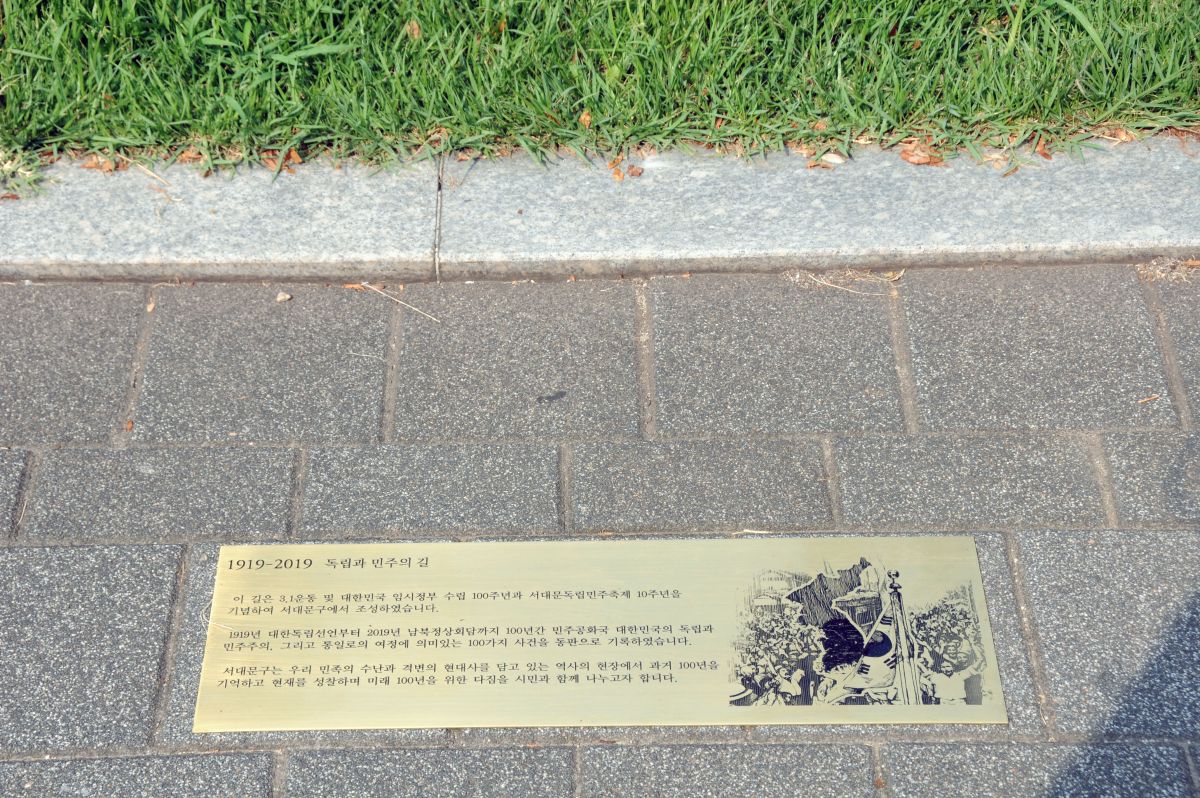 1919-2019 독립과 민주의 길
이 길은 3.1운동 및 대한민국 임시정부 수립 100주년과 서대문독립민주축제 10주년을
기념하여 서대문구에서 조성하였습니다.
1919년 대한독립선언부터 2019년 남북정상회담까지 100년간 민주공화국 대한민국의 독립과
민주주의, 그리고 통일로의 여정에 의미있는 100가지 사건을 동판으로 기록하였습니다.
서대문구는 우리 민족의 수난과 격변의 현대사를 담고 있는 역사의 현장에서 과거 100년을
기억하고 현재를 성찰하며 미래 100년을 위한 다짐을 시민과 함께 나누고자 합니다.